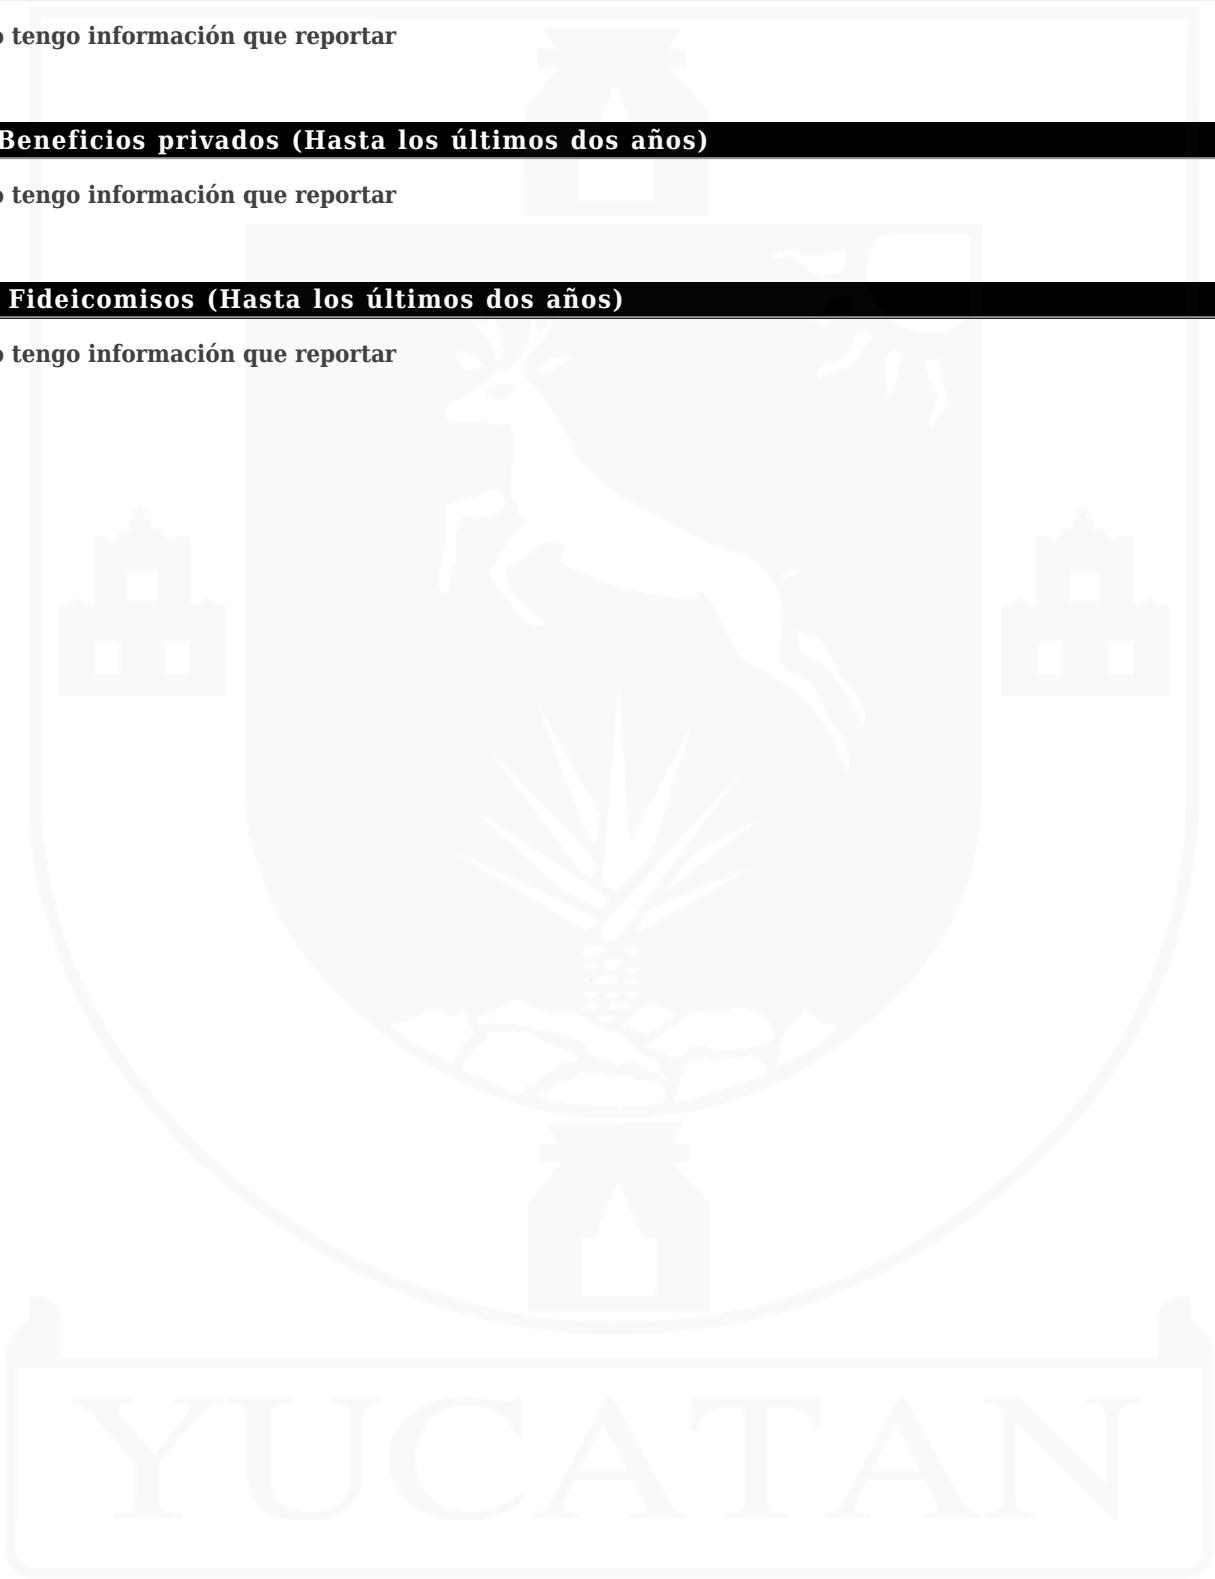 o tengo información que reportar
Beneficios privados (Hasta los últimos dos años)
o tengo información que reportar
Fideicomisos (Hasta los últimos dos años)
o tengo información que reportar
YUCATAN